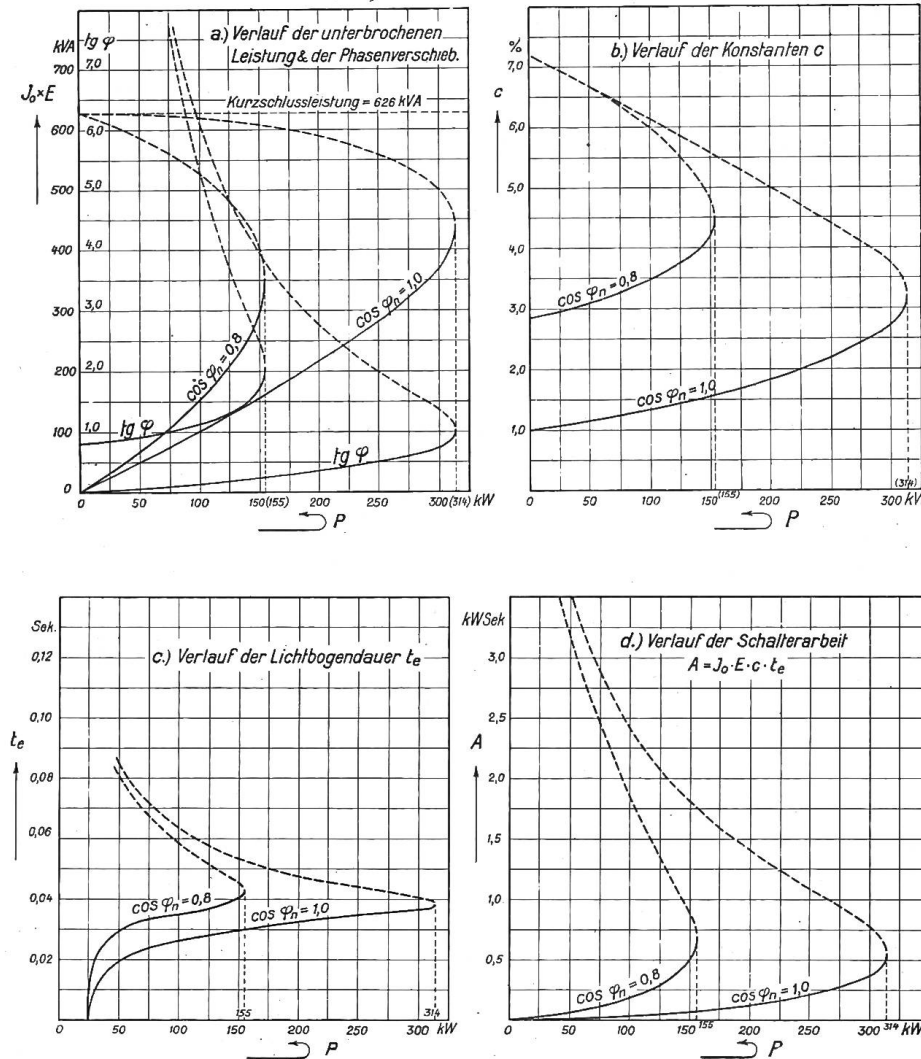 a.) Verlauf der unterbrochenen
Leistung & der Phasenverschieb.
kVA
tg φ
700
7,0
J₀×E
Kurzschlussleistung = 626 kVA
600
6,0
500
5,0
400
4,0
300
3,0
200
2,0
100
1,0
0
cos φn = 0,8
cos φn = 1,0
tg φ
tg φ
0 50 100 150 (155) 200 250 300 (314) kW
P
b.) Verlauf der Konstanten c
%
7,0
c
6,0
5,0
4,0
3,0
2,0
1,0
cos φn = 0,8
cos φn = 1,0
0 50 100 150 (155) 200 250 300 kW
(314)
P
c.) Verlauf der Lichtbogendauer te
Sek.
0,12
0,10
te
0,08
0,06
0,04
0,02
cos φn = 0,8
cos φn = 1,0
155
314
0 50 100 150 200 250 300 kW
P
d.) Verlauf der Schalterarbeit
A = J₀·E·c·te
kWSek
3,0
2,5
A
2,0
1,5
1,0
0,5
cos φn = 0,8
cos φn = 1,0
0 50 100 150 155 200 250 300 314 kW
P